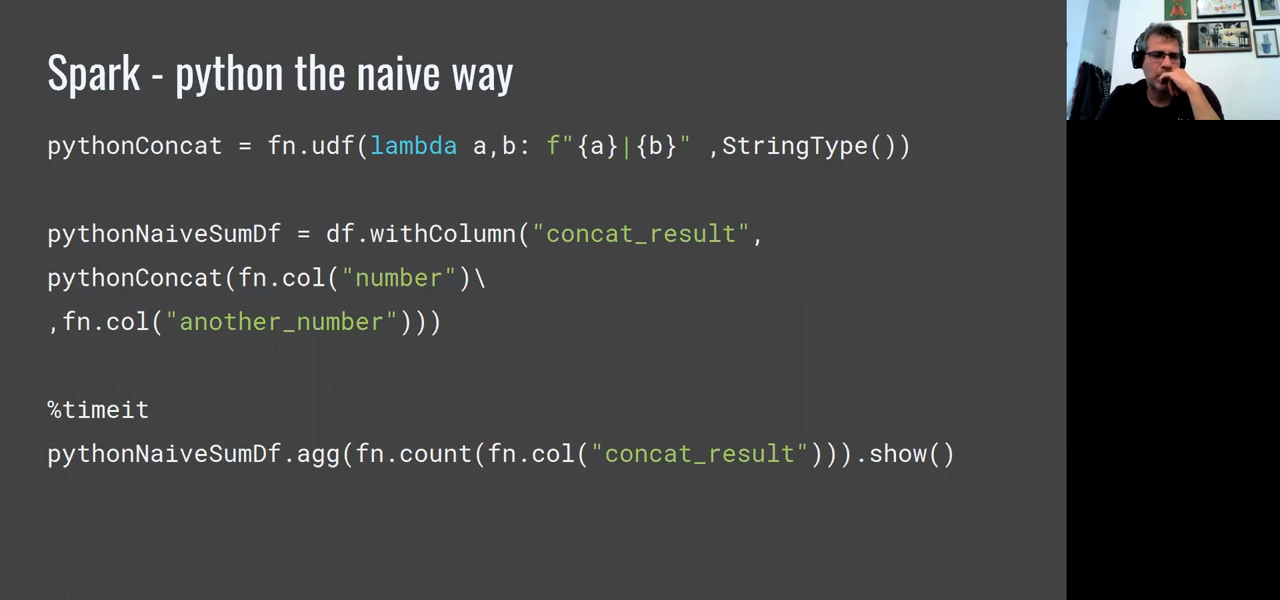 Spark - python the naive way
pythonConcat = fn.udf(lambda a,b: f"{a}|{b}" ,StringType())
pythonNaiveSumDf = df.withColumn("concat_result",
pythonConcat(fn.col("number")\
,fn.col("another_number")))
%timeit
pythonNaiveSumDf.agg(fn.count(fn.col("concat_result"))).show()